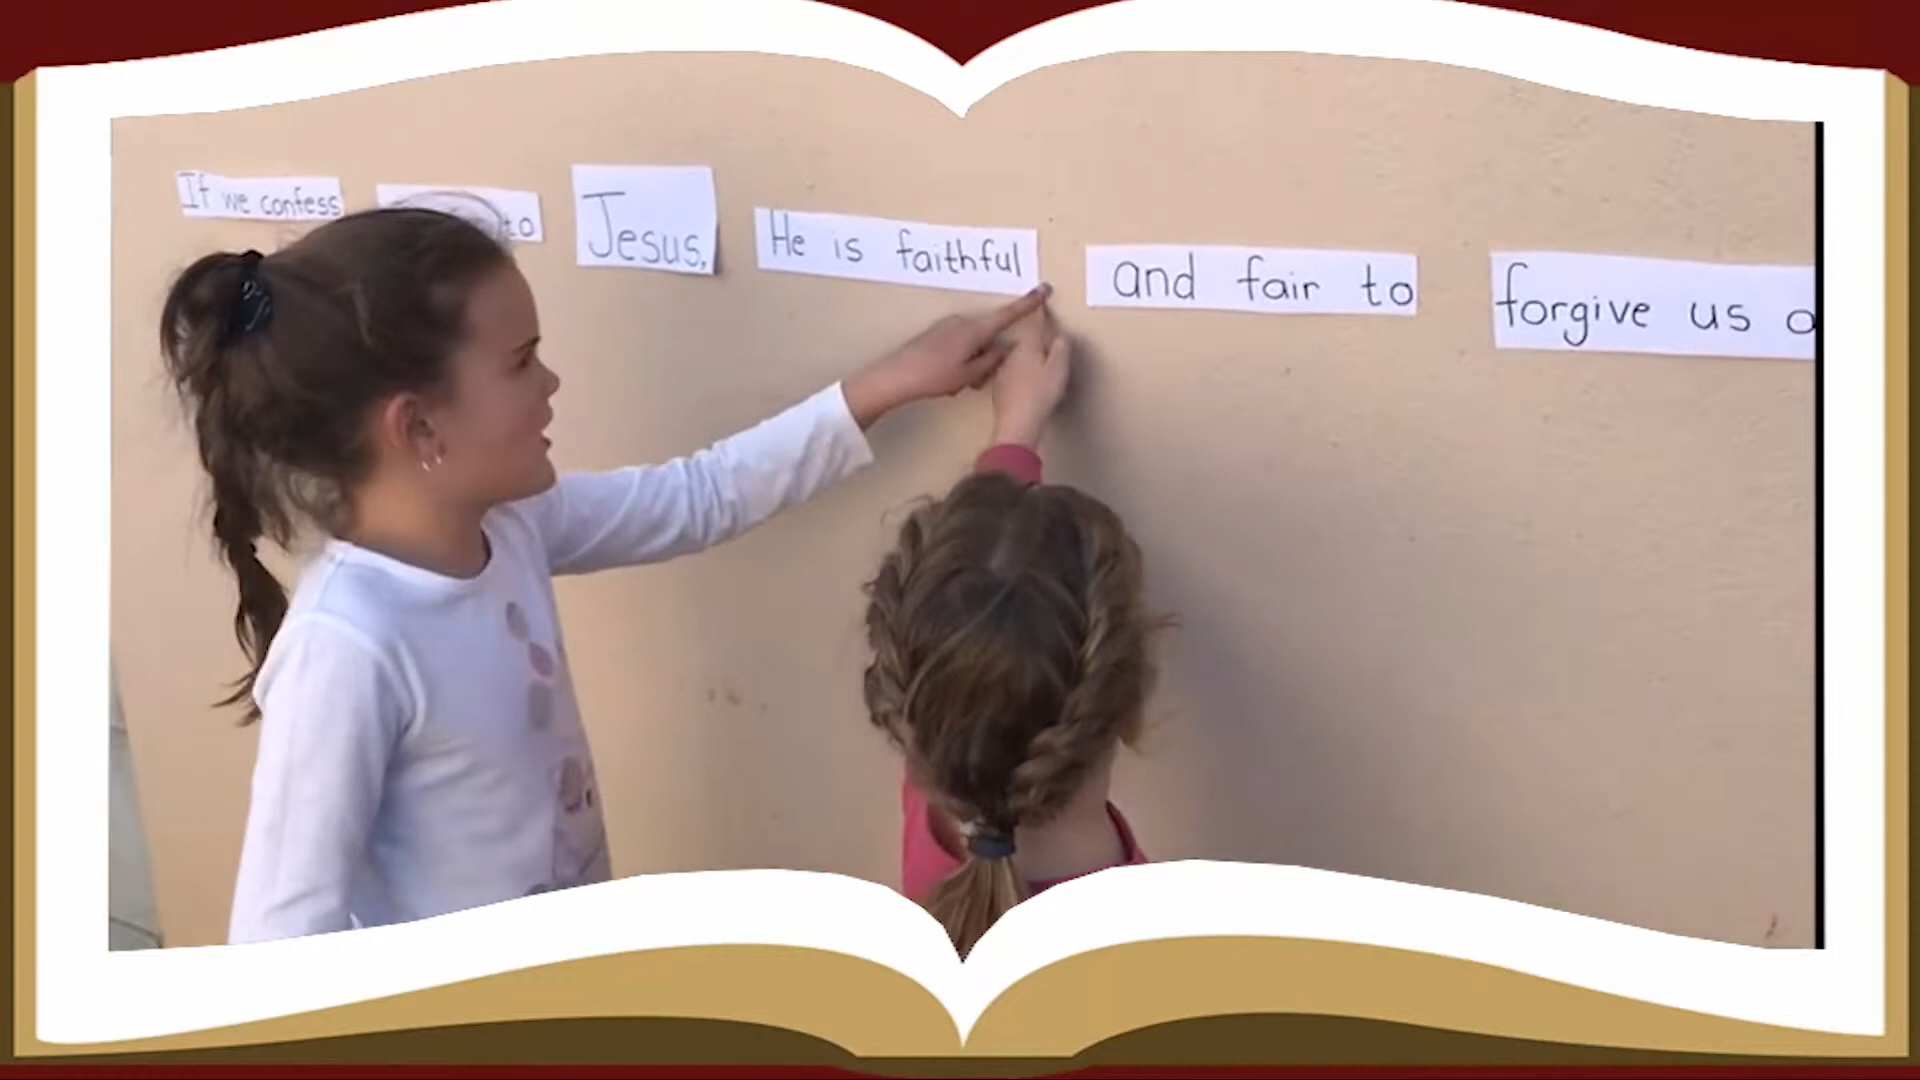 If we confess
to
Jesus,
He is faithful
and fair to
forgive us